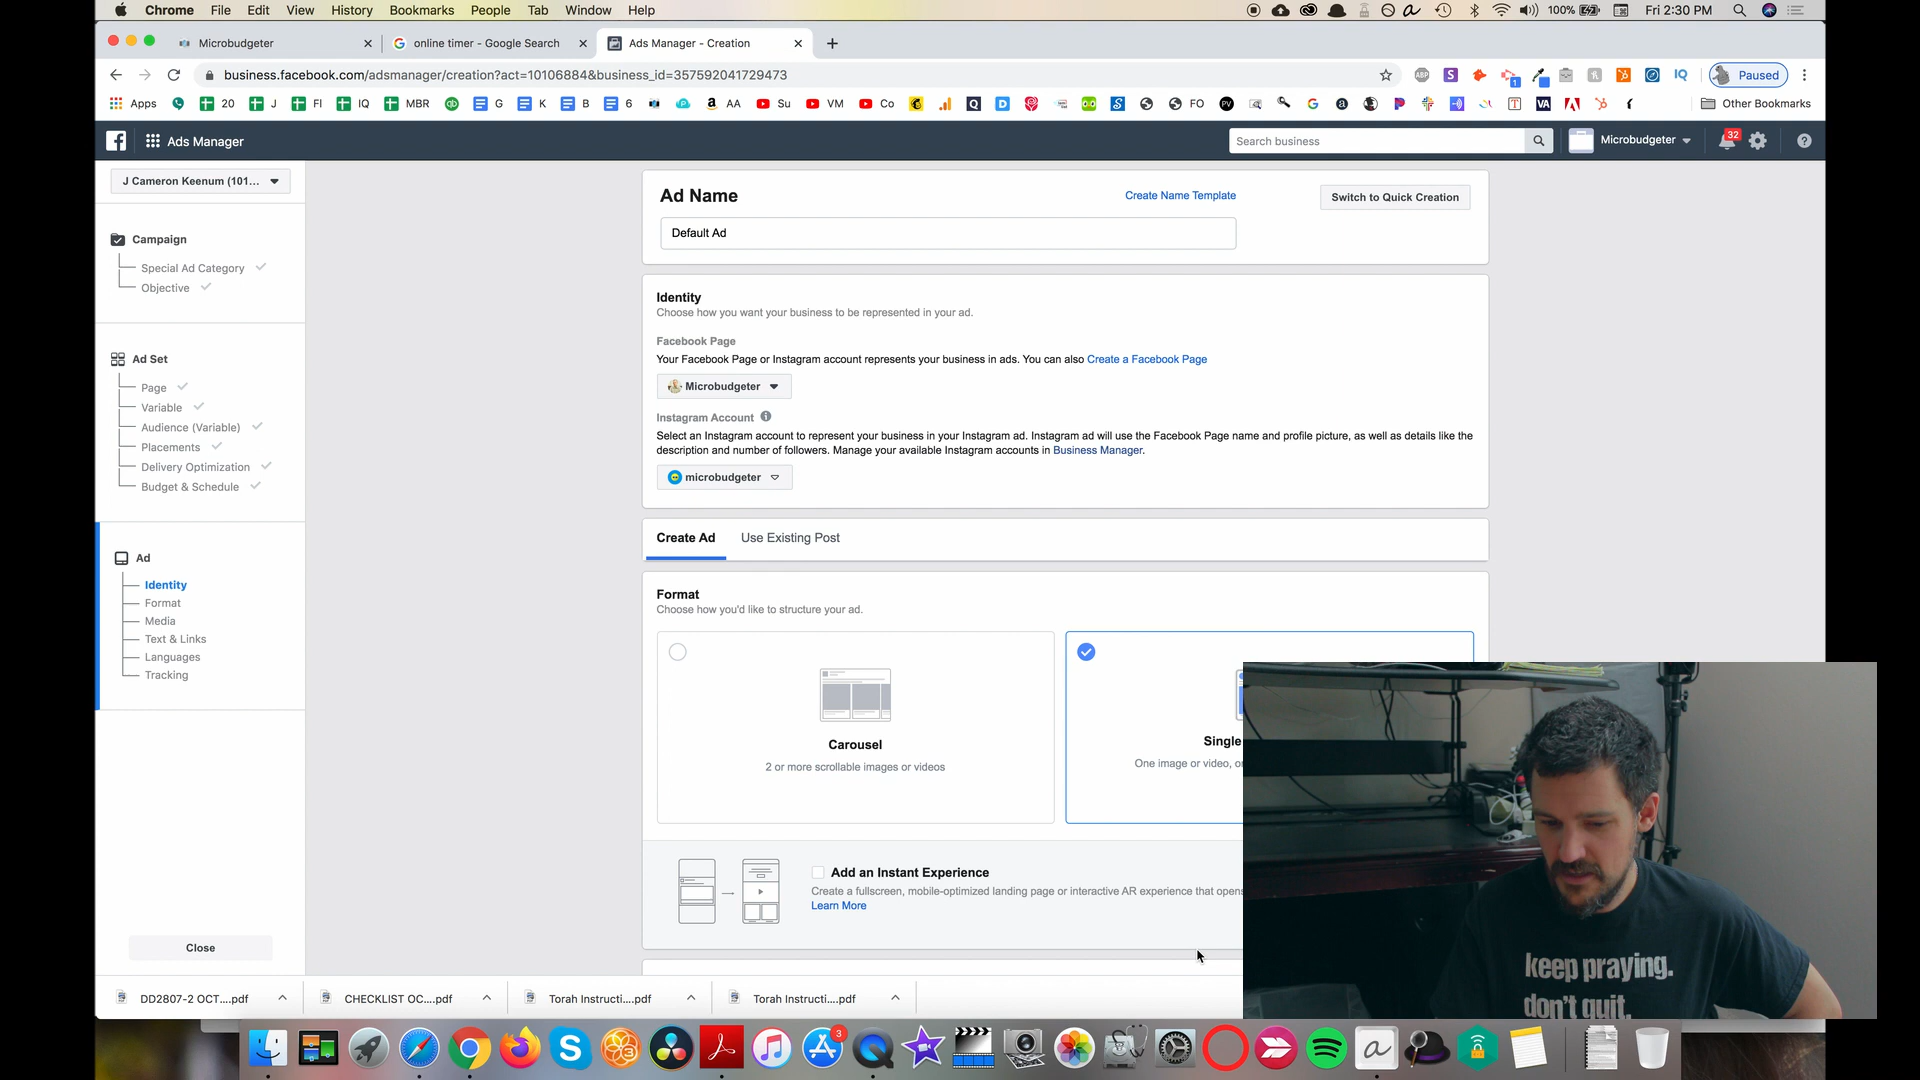 Chrome File Edit View History Bookmarks People Tab Window Help
100% Fri 2:30 PM
Microbudgeter
online timer - Google Search
Ads Manager - Creation
business.facebook.com/adsmanager/creation?act=10106884&business_id=357592041729473
ABP
IQ
Paused
Apps 20 J FI IQ MBR G K B 6 AA Su VM Co FO PV VA Other Bookmarks
Ads Manager
Search business
Microbudgeter
32
J Cameron Keenum (101...
Campaign
Special Ad Category
Objective
Ad Set
Page
Variable
Audience (Variable)
Placements
Delivery Optimization
Budget & Schedule
Ad
Identity
Format
Media
Text & Links
Languages
Tracking
Close
Ad Name
Create Name Template
Switch to Quick Creation
Default Ad
Identity
Choose how you want your business to be represented in your ad.
Facebook Page
Your Facebook Page or Instagram account represents your business in ads. You can also Create a Facebook Page
Microbudgeter
Instagram Account
Select an Instagram account to represent your business in your Instagram ad. Instagram ad will use the Facebook Page name and profile picture, as well as details like the
description and number of followers. Manage your available Instagram accounts in Business Manager.
microbudgeter
Create Ad
Use Existing Post
Format
Choose how you'd like to structure your ad.
Carousel
2 or more scrollable images or videos
Single
One image or video, o
Add an Instant Experience
Create a fullscreen, mobile-optimized landing page or interactive AR experience that opens
Learn More
keep praying.
don't quit.
DD2807-2 OCT....pdf
CHECKLIST OC....pdf
Torah Instructi....pdf
Torah Instructi....pdf
3